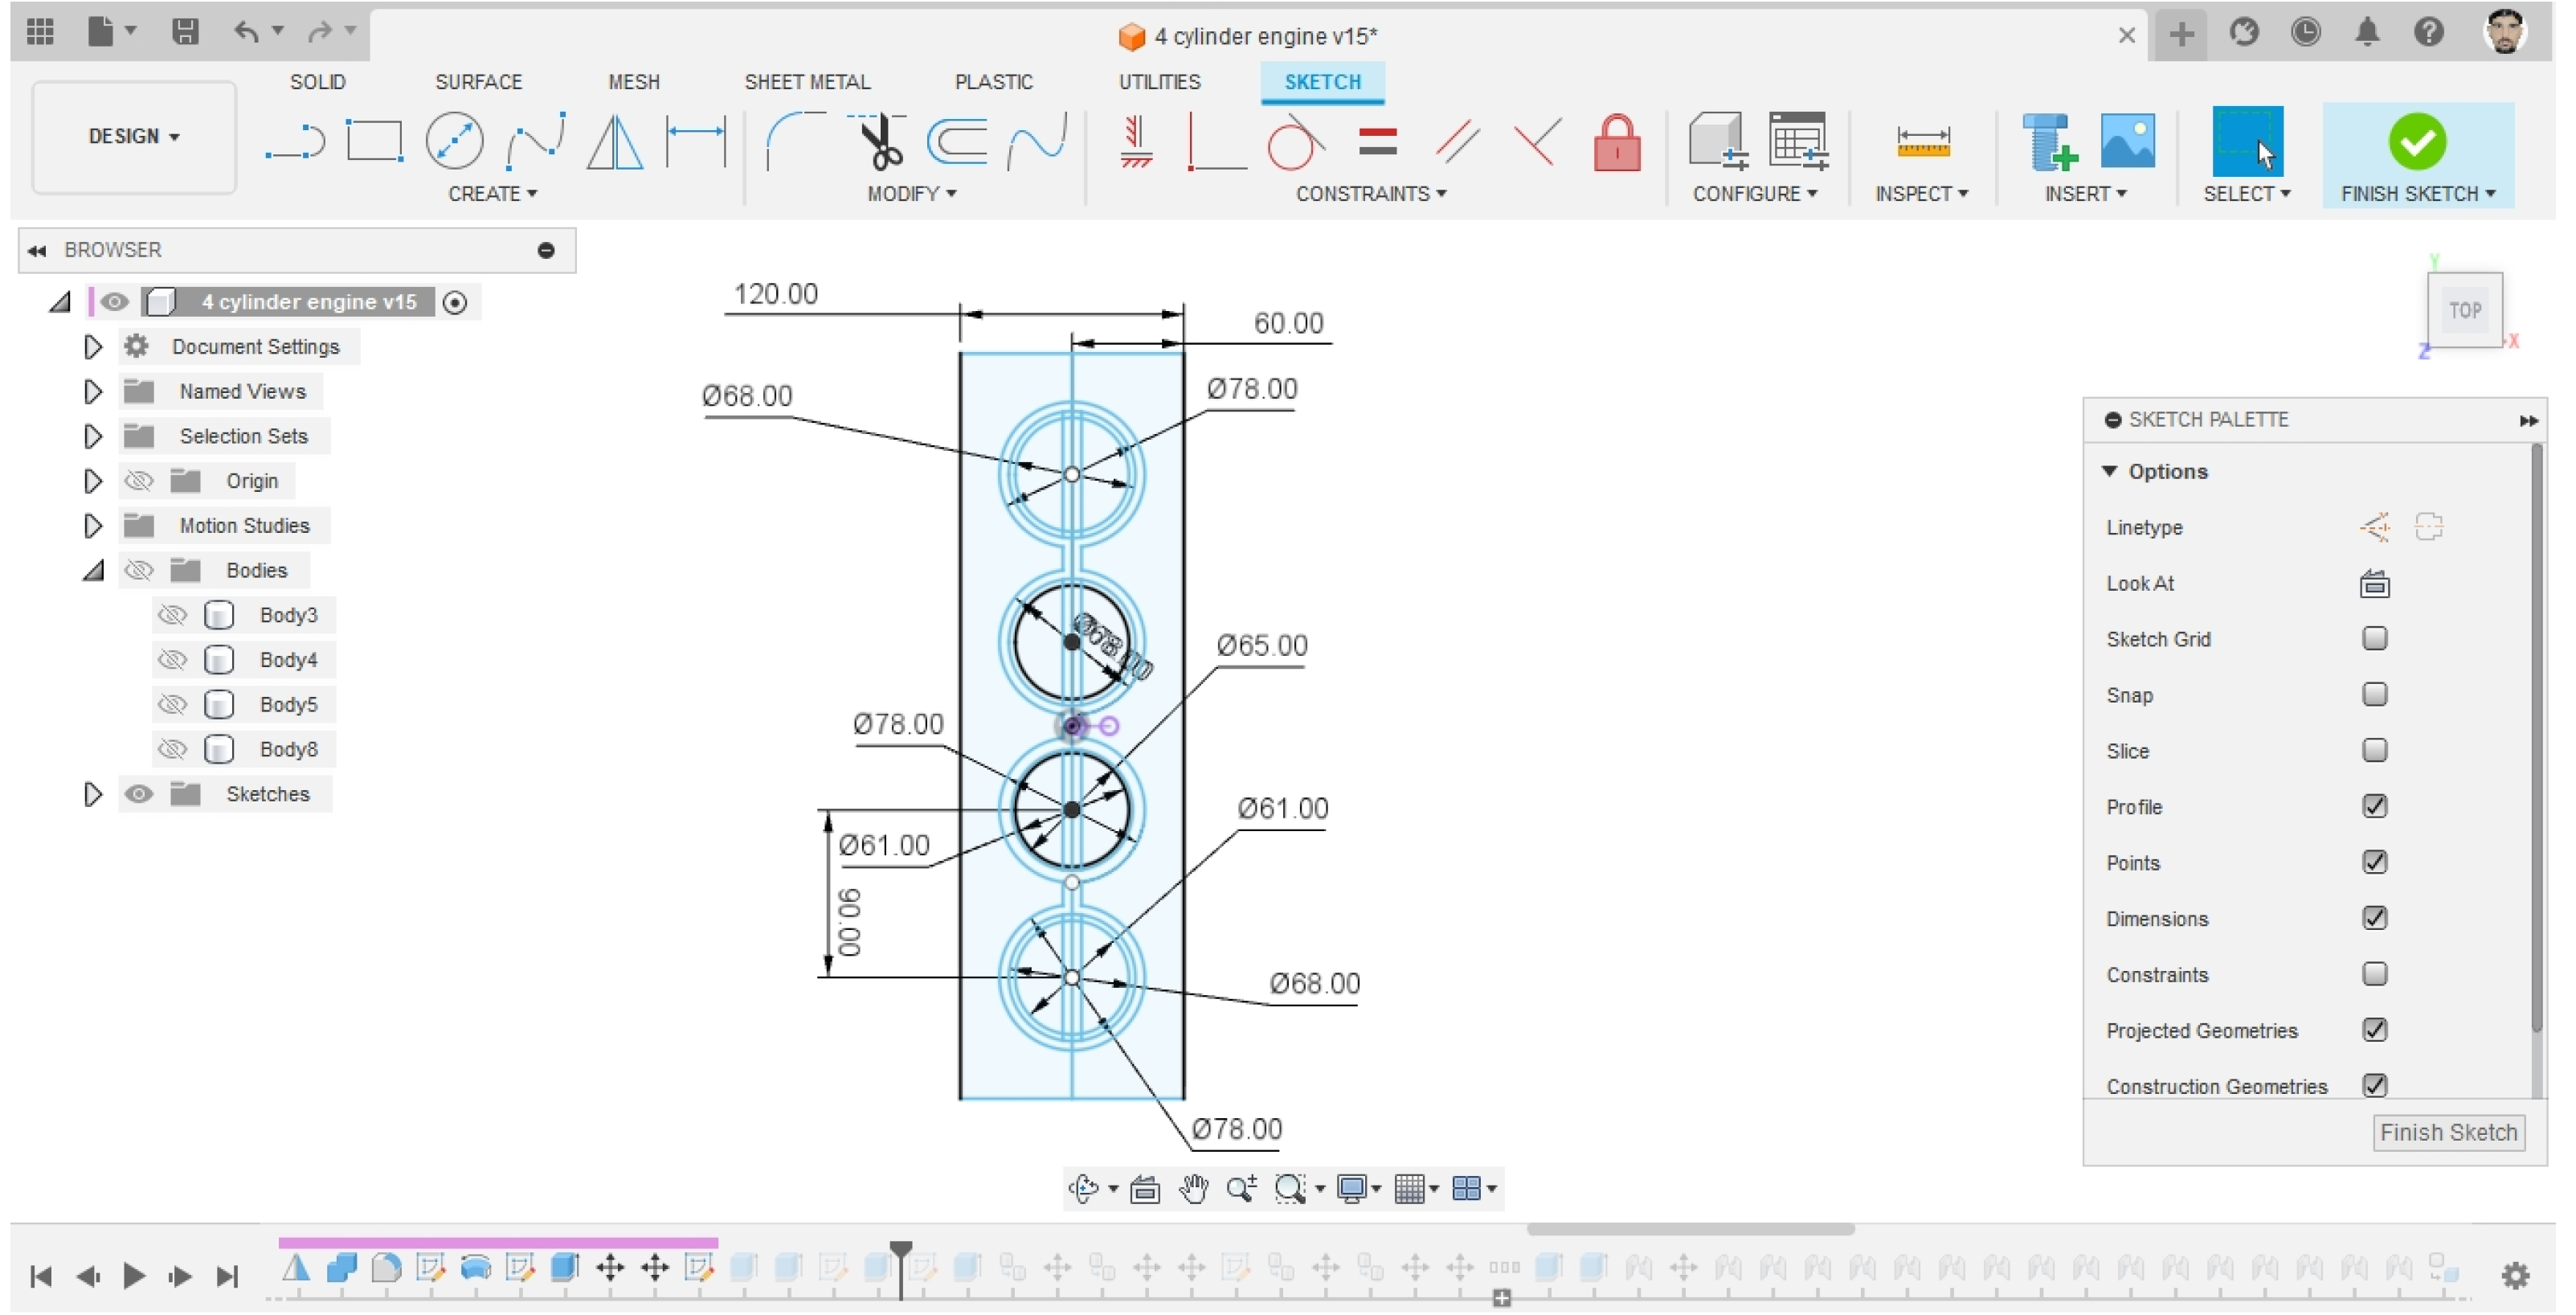 4 cylinder engine v15*
SOLID SURFACE MESH SHEET METAL PLASTIC UTILITIES SKETCH
DESIGN
CREATE MODIFY CONSTRAINTS CONFIGURE INSPECT INSERT SELECT FINISH SKETCH
BROWSER
4 cylinder engine v15
Document Settings
Named Views
Selection Sets
Origin
Motion Studies
Bodies
Body3
Body4
Body5
Body8
Sketches
120.00
60.00
Ø68.00
Ø78.00
Ø65.00
Ø78.00
Ø61.00
Ø61.00
90.00
Ø68.00
Ø78.00
Y
TOP
X
Z
SKETCH PALETTE
Options
Linetype
Look At
Sketch Grid
Snap
Slice
Profile
Points
Dimensions
Constraints
Projected Geometries
Construction Geometries
Finish Sketch